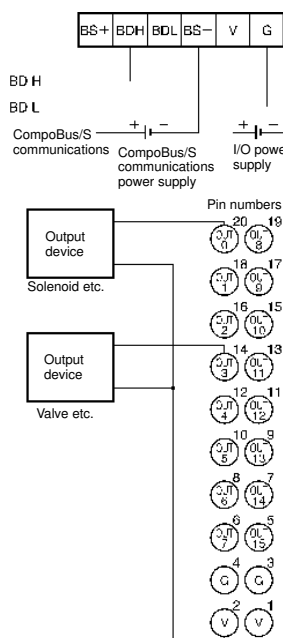 BS+ BDH BDL BS− V G
BD H
BD L
+ − + −
CompoBus/S
communications
CompoBus/S
communications
power supply
I/O powe
supply
Pin numbers
20 19
Output
device
OUT
0
OUT
8
Solenoid etc.
18 17
OUT
1
OUT
9
16 15
OUT
2
OUT
10
14 13
Output
device
OUT
3
OUT
11
Valve etc.
12 11
OUT
4
OUT
12
10 9
OUT
5
OUT
13
8 7
OUT
6
OUT
14
6 5
OUT
7
OUT
15
4 3
G G
2 1
V V